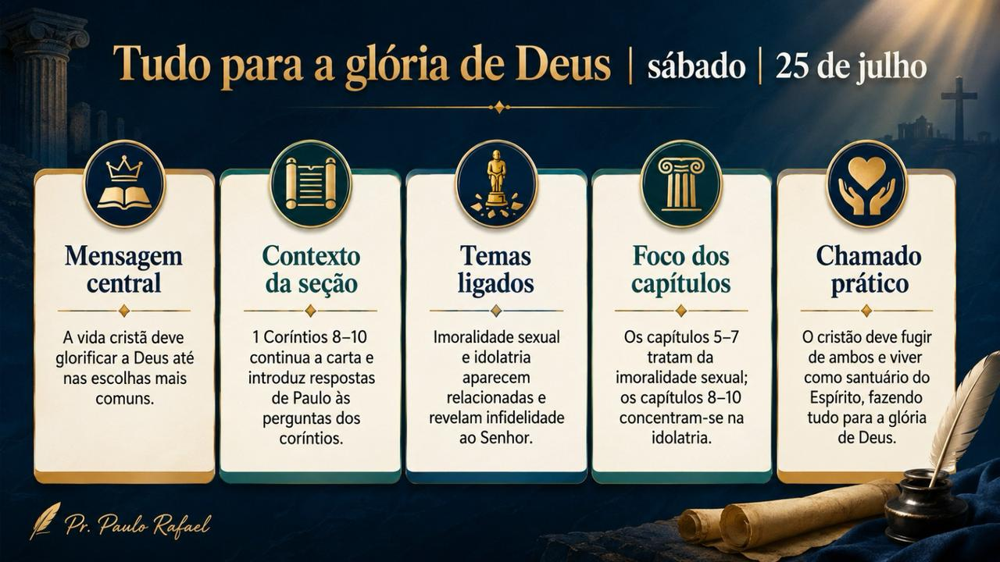 Tudo para a glória de Deus | sábado | 25 de julho
Mensagem
central
A vida cristã deve
glorificar a Deus até
nas escolhas mais
comuns.
Contexto
da seção
1 Coríntios 8–10
continua a carta e
introduz respostas
de Paulo às
perguntas dos
coríntios.
Temas
ligados
Imoralidade sexual
e idolatria
aparecem
relacionadas e
revelam infidelidade
ao Senhor.
Foco dos
capítulos
Os capítulos 5–7
tratam da
imoralidade sexual;
os capítulos 8–10
concentram-se na
idolatria.
Chamado
prático
O cristão deve fugir
de ambos e viver
como santuário do
Espírito, fazendo
tudo para a glória
de Deus.
Pr. Paulo Rafael